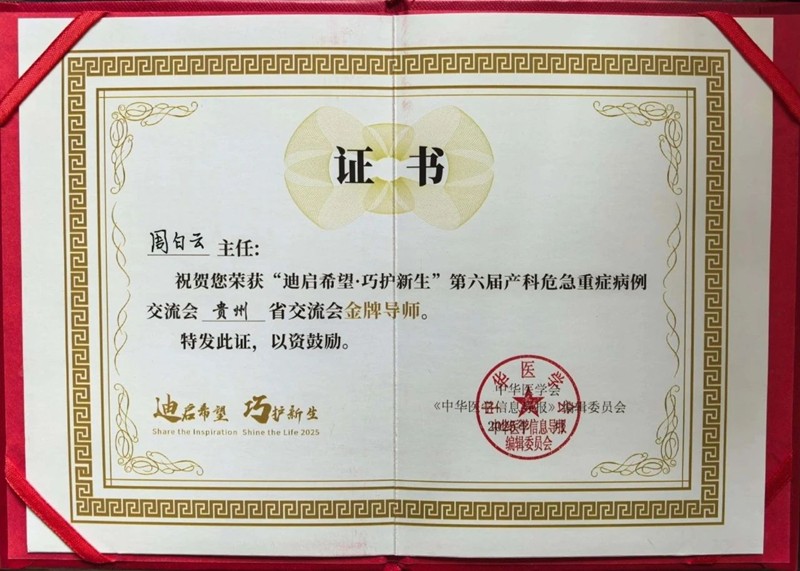 证书
周白云 主任：
祝贺您荣获“迪启希望·巧护新生”第六届产科危急重症病例
交流会 贵州 省交流会金牌导师。
特发此证，以资鼓励。
迪启希望 巧护新生
Share the Inspiration Shine the Life 2025
中华医学会
《中华医学信息导报》编辑委员会
中华医学信息导报
编辑委员会